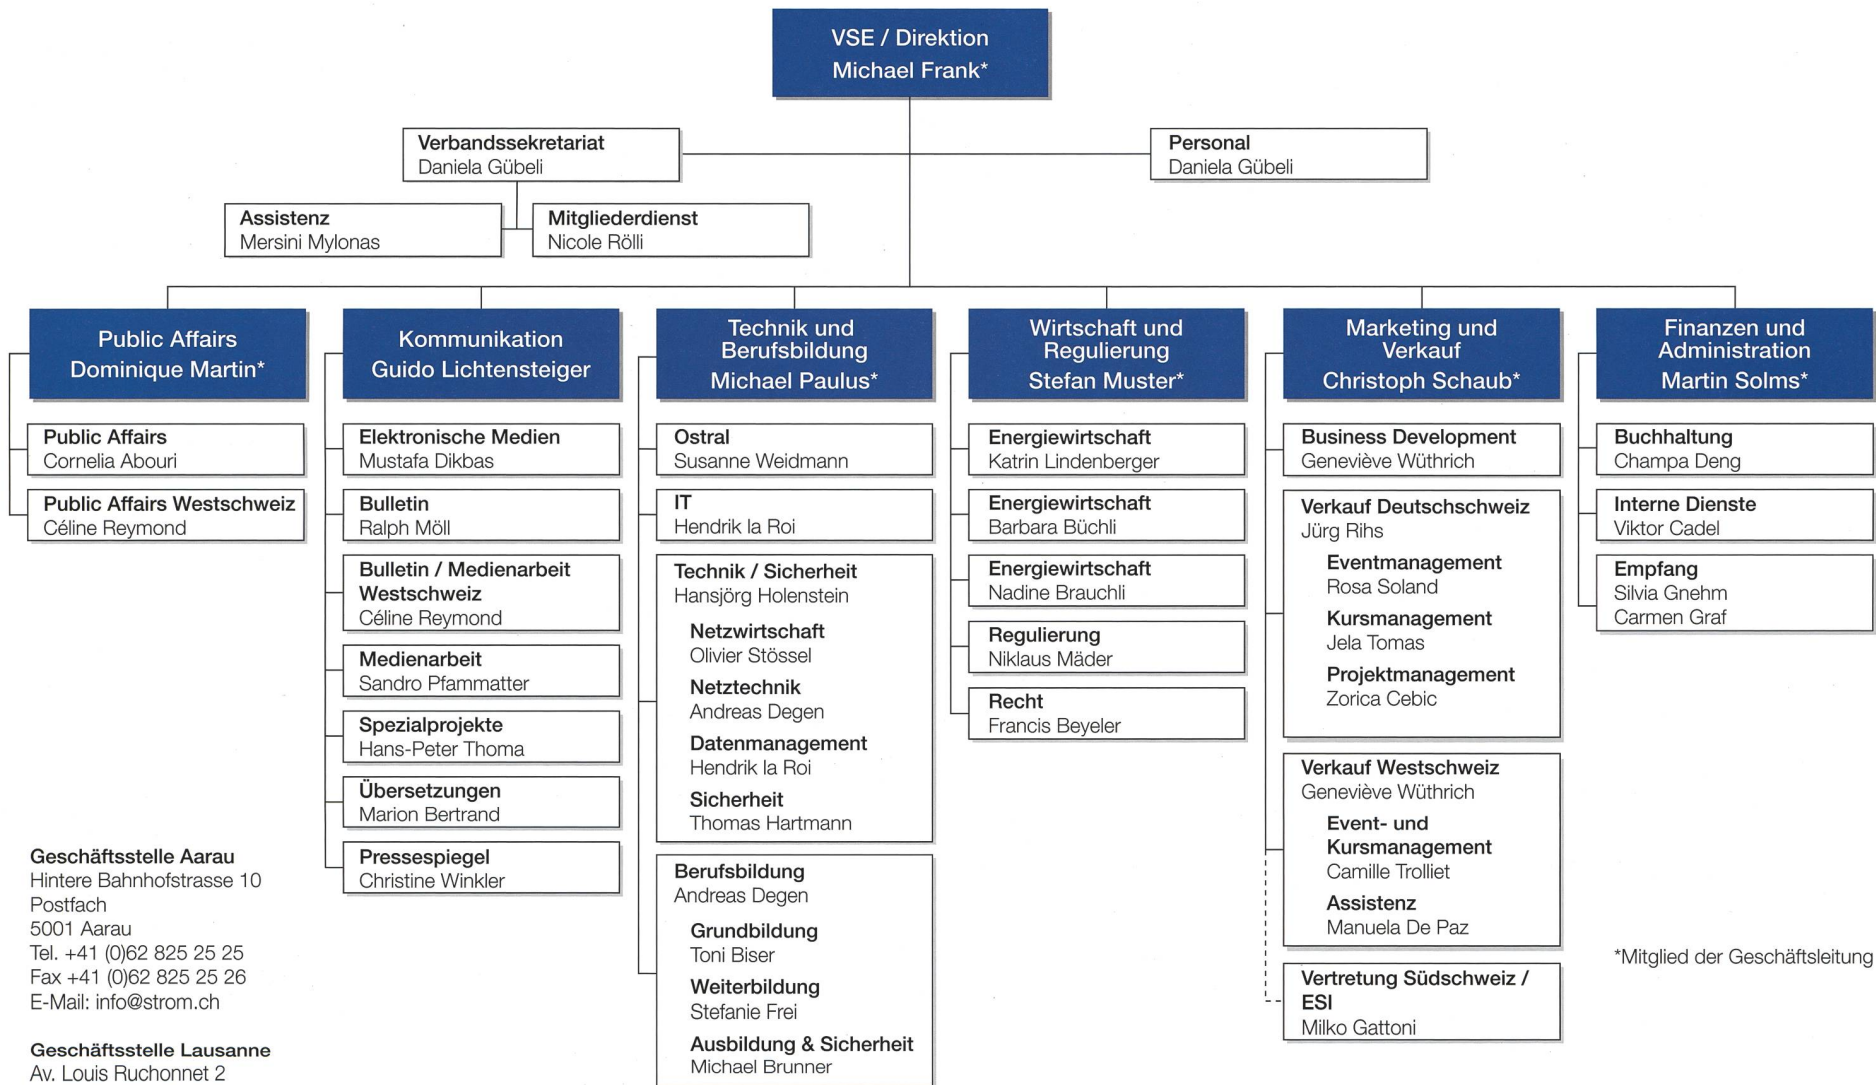 VSE / Direktion
Michael Frank*
Verbandssekretariat
Daniela Gübeli
Personal
Daniela Gübeli
Assistenz
Mersini Mylonas
Mitgliederdienst
Nicole Rölli
Public Affairs
Dominique Martin*
Public Affairs
Cornelia Abouri
Public Affairs Westschweiz
Céline Reymond
Kommunikation
Guido Lichtensteiger
Elektronische Medien
Mustafa Dikbas
Bulletin
Ralph Möll
Bulletin / Medienarbeit
Westschweiz
Céline Reymond
Medienarbeit
Sandro Pfammatter
Spezialprojekte
Hans-Peter Thoma
Übersetzungen
Marion Bertrand
Pressespiegel
Christine Winkler
Technik und
Berufsbildung
Michael Paulus*
Ostral
Susanne Weidmann
IT
Hendrik la Roi
Technik / Sicherheit
Hansjörg Holenstein
Netzwirtschaft
Olivier Stössel
Netztechnik
Andreas Degen
Datenmanagement
Hendrik la Roi
Sicherheit
Thomas Hartmann
Berufsbildung
Andreas Degen
Grundbildung
Toni Biser
Weiterbildung
Stefanie Frei
Ausbildung & Sicherheit
Michael Brunner
Wirtschaft und
Regulierung
Stefan Muster*
Energiewirtschaft
Katrin Lindenberger
Energiewirtschaft
Barbara Büchli
Energiewirtschaft
Nadine Brauchli
Regulierung
Niklaus Mäder
Recht
Francis Beyeler
Marketing und
Verkauf
Christoph Schaub*
Business Development
Geneviève Wüthrich
Verkauf Deutschschweiz
Jürg Rihs
Eventmanagement
Rosa Soland
Kursmanagement
Jela Tomas
Projektmanagement
Zorica Cebic
Verkauf Westschweiz
Geneviève Wüthrich
Event- und
Kursmanagement
Camille Trolliet
Assistenz
Manuela De Paz
Vertretung Südschweiz /
ESI
Milko Gattoni
Finanzen und
Administration
Martin Solms*
Buchhaltung
Champa Deng
Interne Dienste
Viktor Cadel
Empfang
Silvia Gnehm
Carmen Graf
*Mitglied der Geschäftsleitung
Geschäftsstelle Aarau
Hintere Bahnhofstrasse 10
Postfach
5001 Aarau
Tel. +41 (0)62 825 25 25
Fax +41 (0)62 825 25 26
E-Mail: info@strom.ch
Geschäftsstelle Lausanne
Av. Louis Ruchonnet 2